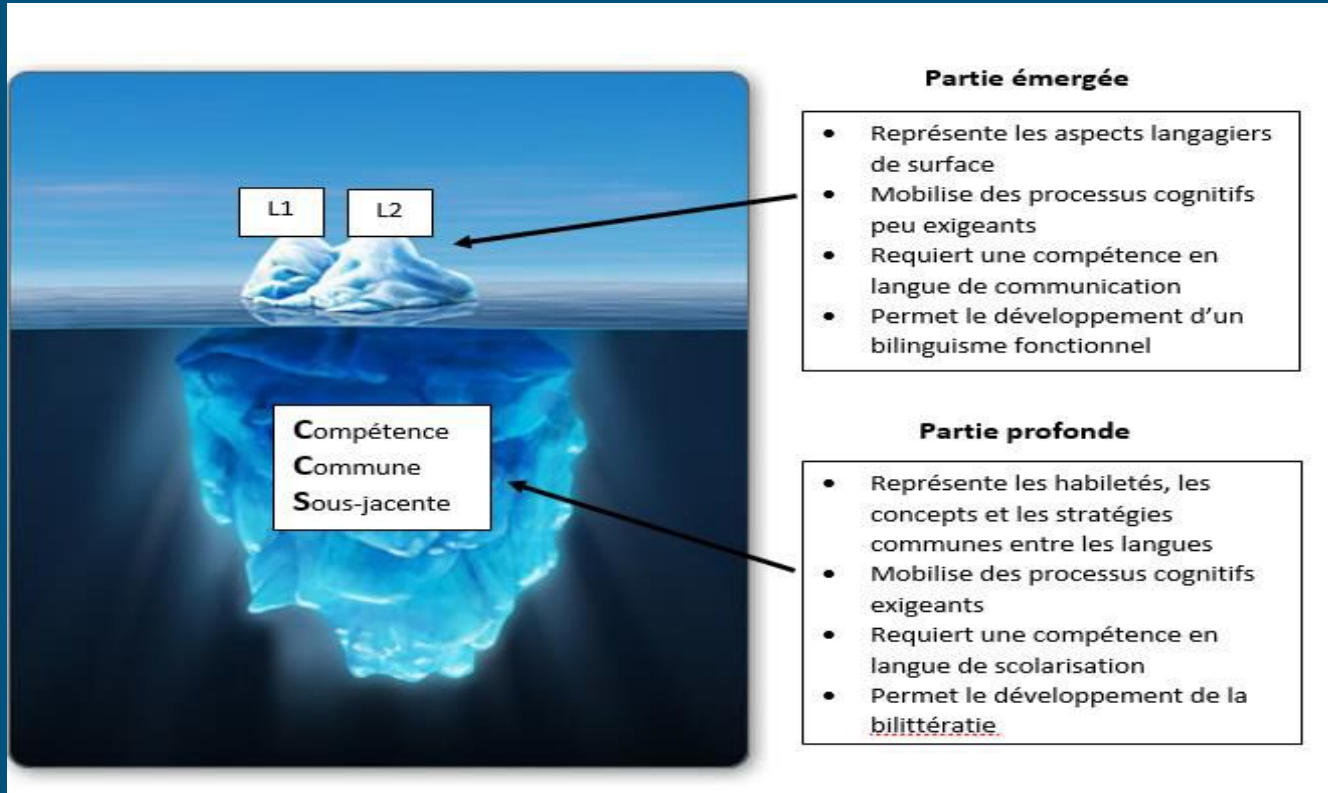 L1
L2
Compétence
Commune
Sous-jacente
Partie émergée
• Représente les aspects langagiers
de surface
• Mobilise des processus cognitifs
peu exigeants
• Requiert une compétence en
langue de communication
• Permet le développement d’un
bilinguisme fonctionnel
Partie profonde
• Représente les habiletés, les
concepts et les stratégies
communes entre les langues
• Mobilise des processus cognitifs
exigeants
• Requiert une compétence en
langue de scolarisation
• Permet le développement de la
bilittératie